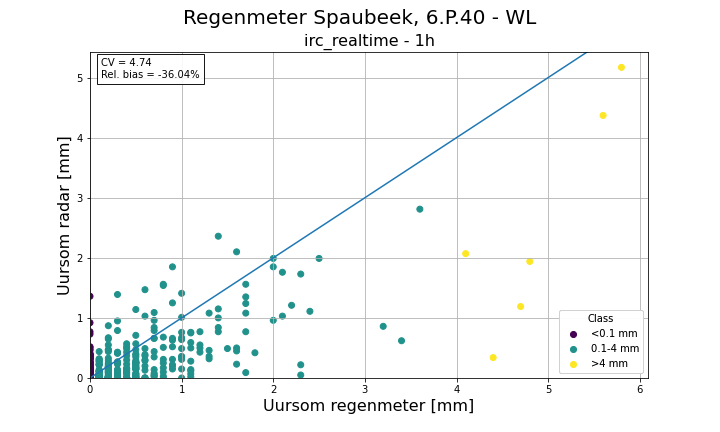 Regenmeter Spaubeek, 6.P.40 - WL
irc_realtime - 1h
CV = 4.74
Rel. bias = -36.04%
Uursom radar [mm]
5
4
3
2
1
0
0 1 2 3 4 5 6
Uursom regenmeter [mm]
Class
<0.1 mm
0.1-4 mm
>4 mm